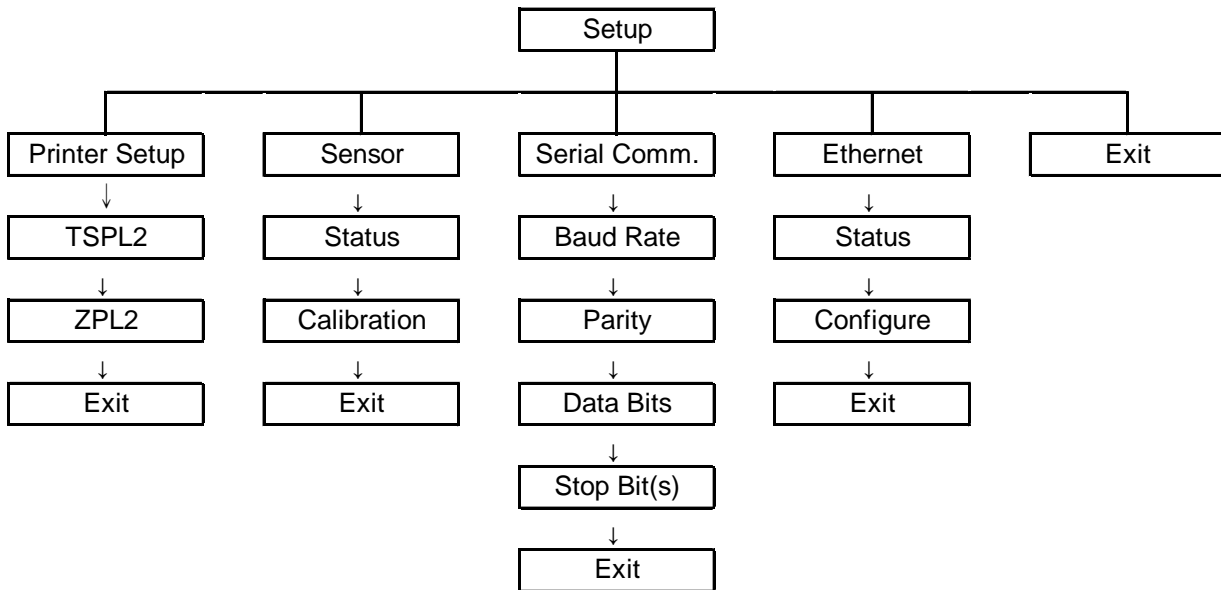 Setup
Printer Setup
Sensor
Serial Comm.
Ethernet
Exit
↓
↓
↓
↓
TSPL2
Status
Baud Rate
Status
↓
↓
↓
↓
ZPL2
Calibration
Parity
Configure
↓
↓
↓
↓
Exit
Exit
Data Bits
Exit
↓
Stop Bit(s)
↓
Exit